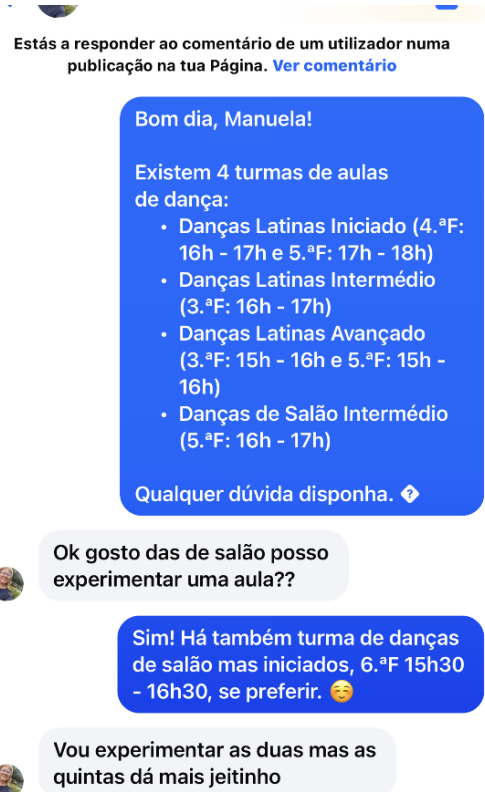 Estás a responder ao comentário de um utilizador numa
publicação na tua Página. Ver comentário
Bom dia, Manuela!
Existem 4 turmas de aulas
de dança:
• Danças Latinas Iniciado (4.ªF:
16h - 17h e 5.ªF: 17h - 18h)
• Danças Latinas Intermédio
(3.ªF: 16h - 17h)
• Danças Latinas Avançado
(3.ªF: 15h - 16h e 5.ªF: 15h -
16h)
• Danças de Salão Intermédio
(5.ªF: 16h - 17h)
Qualquer dúvida disponha. �
Ok gosto das de salão posso
experimentar uma aula??
Sim! Há também turma de danças
de salão mas iniciados, 6.ªF 15h30
- 16h30, se preferir. ☺️
Vou experimentar as duas mas as
quintas dá mais jeitinho